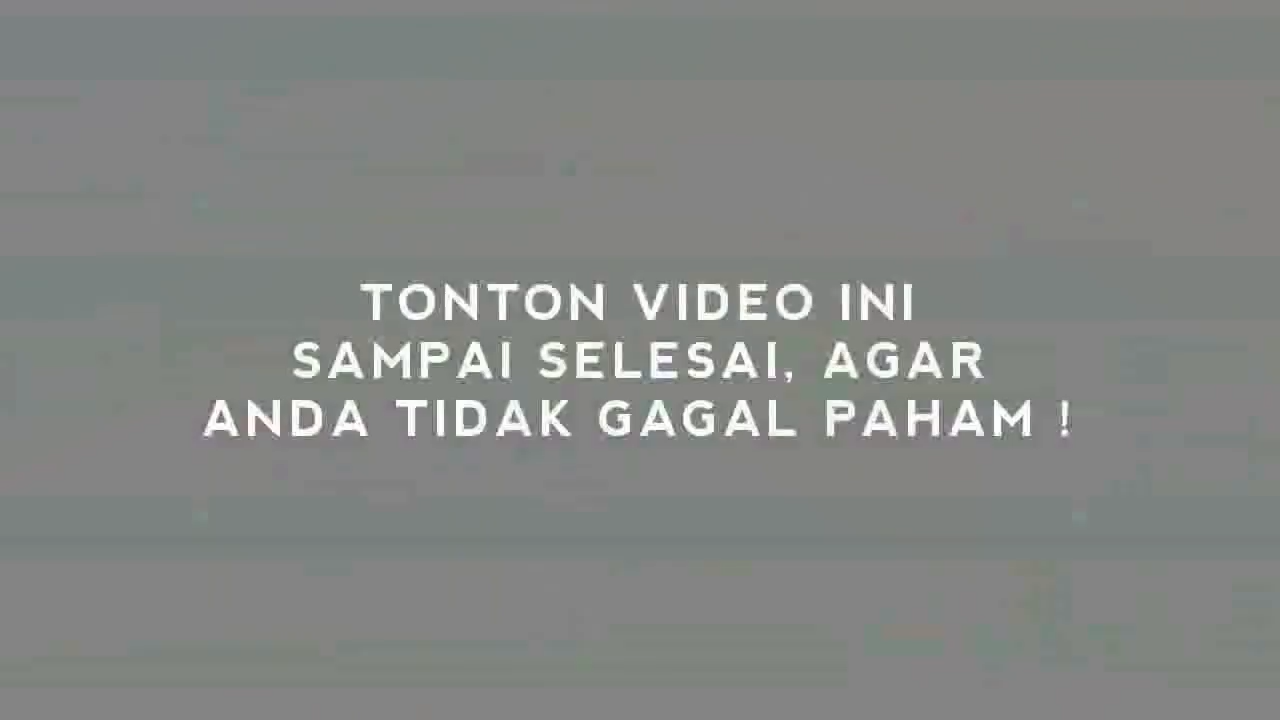 TONTON VIDEO INI
SAMPAI SELESAI, AGAR
ANDA TIDAK GAGAL PAHAM !